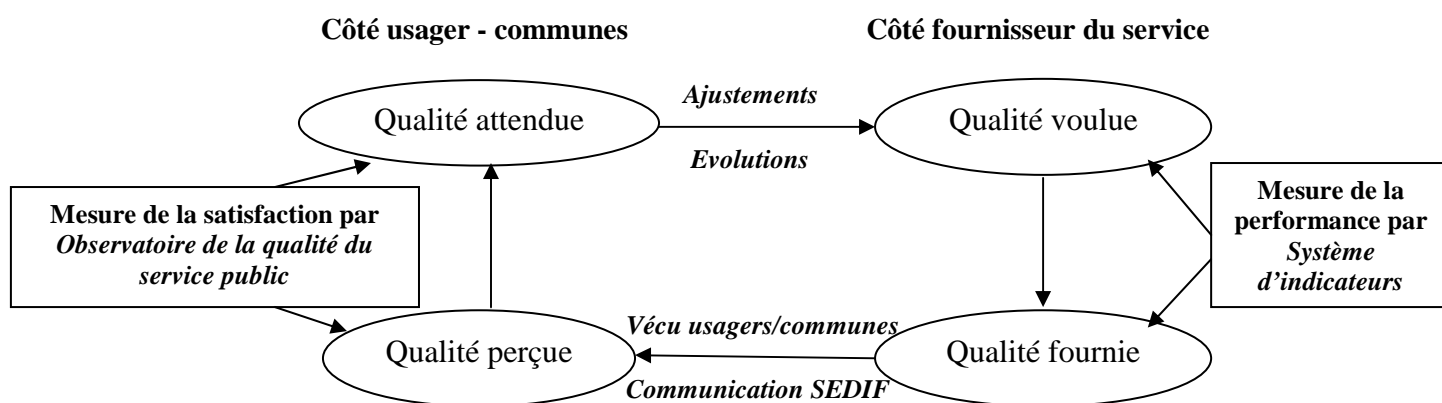 Côté usager - communes
Côté fournisseur du service
Qualité attendue
Ajustements
Evolutions
Qualité voulue
Mesure de la satisfaction par
Observatoire de la qualité du
service public
Mesure de la
performance par
Système
d’indicateurs
Qualité perçue
Vécu usagers/communes
Communication SEDIF
Qualité fournie